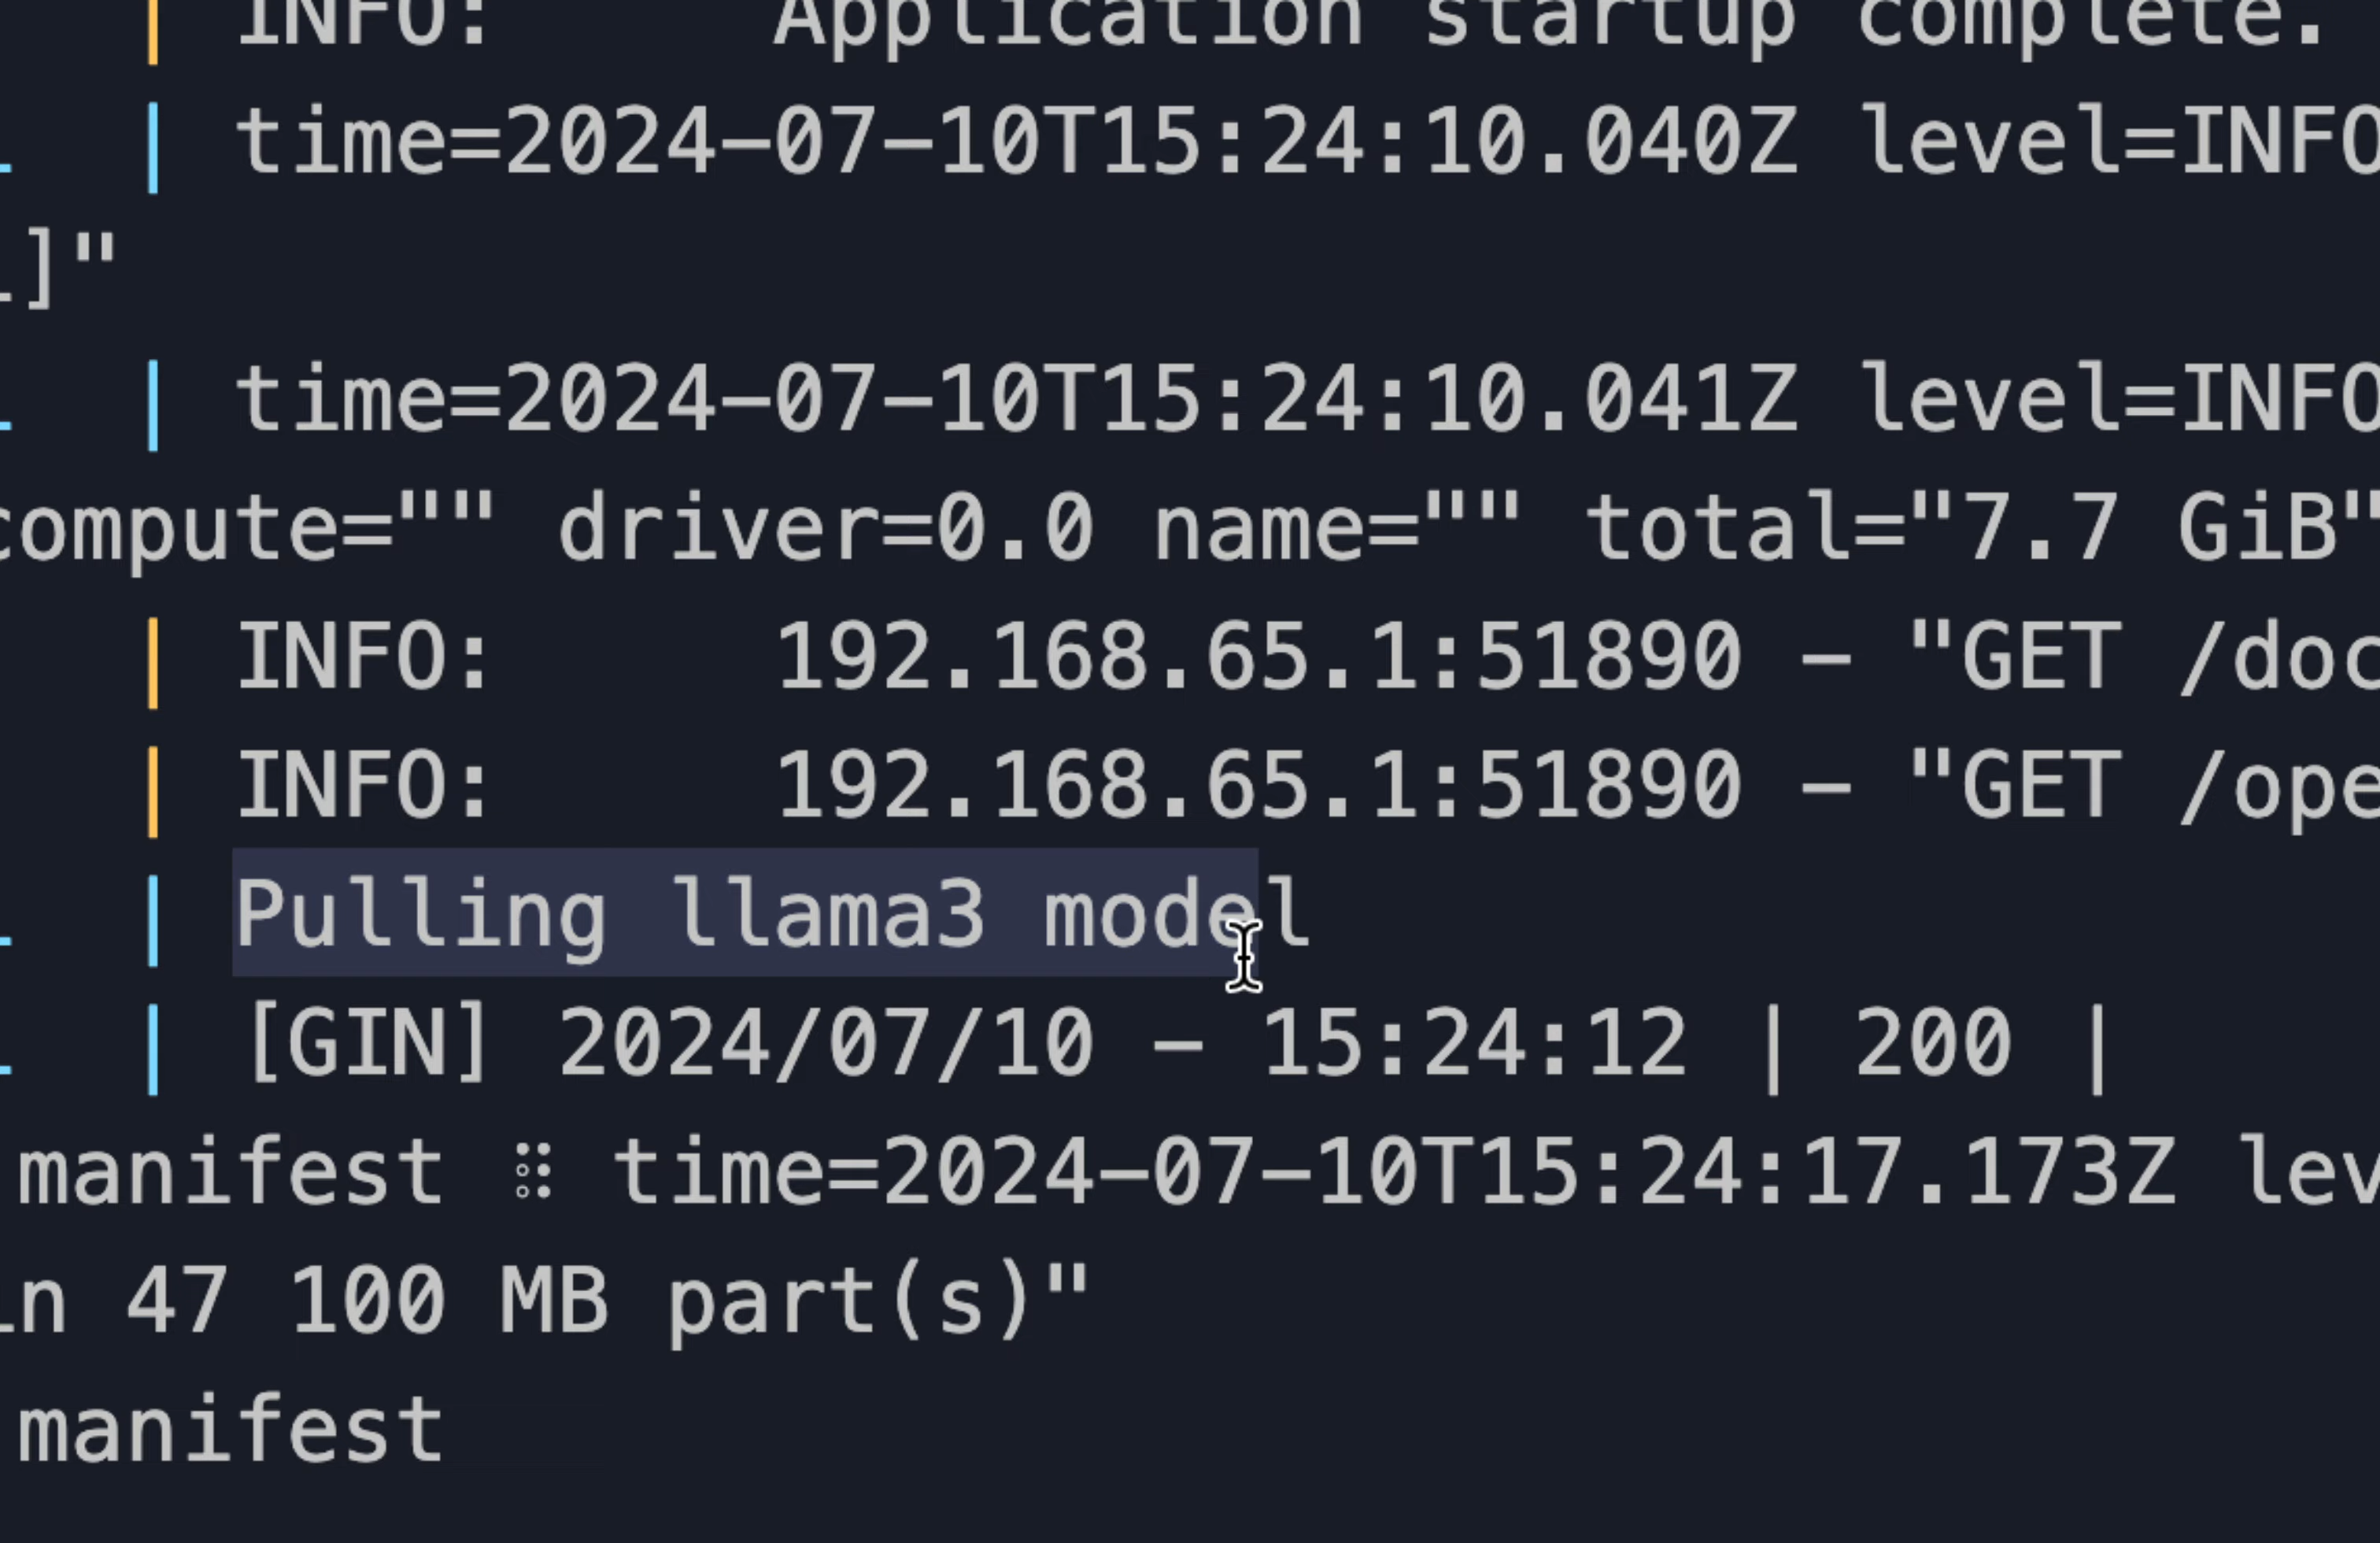 | INFO:     Application startup complete.
| time=2024-07-10T15:24:10.040Z level=INFO
]"
| time=2024-07-10T15:24:10.041Z level=INFO
compute="" driver=0.0 name="" total="7.7 GiB"
| INFO:     192.168.65.1:51890 - "GET /doc
| INFO:     192.168.65.1:51890 - "GET /ope
| Pulling llama3 model
| [GIN] 2024/07/10 - 15:24:12 | 200 |
manifest ⠻ time=2024-07-10T15:24:17.173Z lev
in 47 100 MB part(s)"
manifest